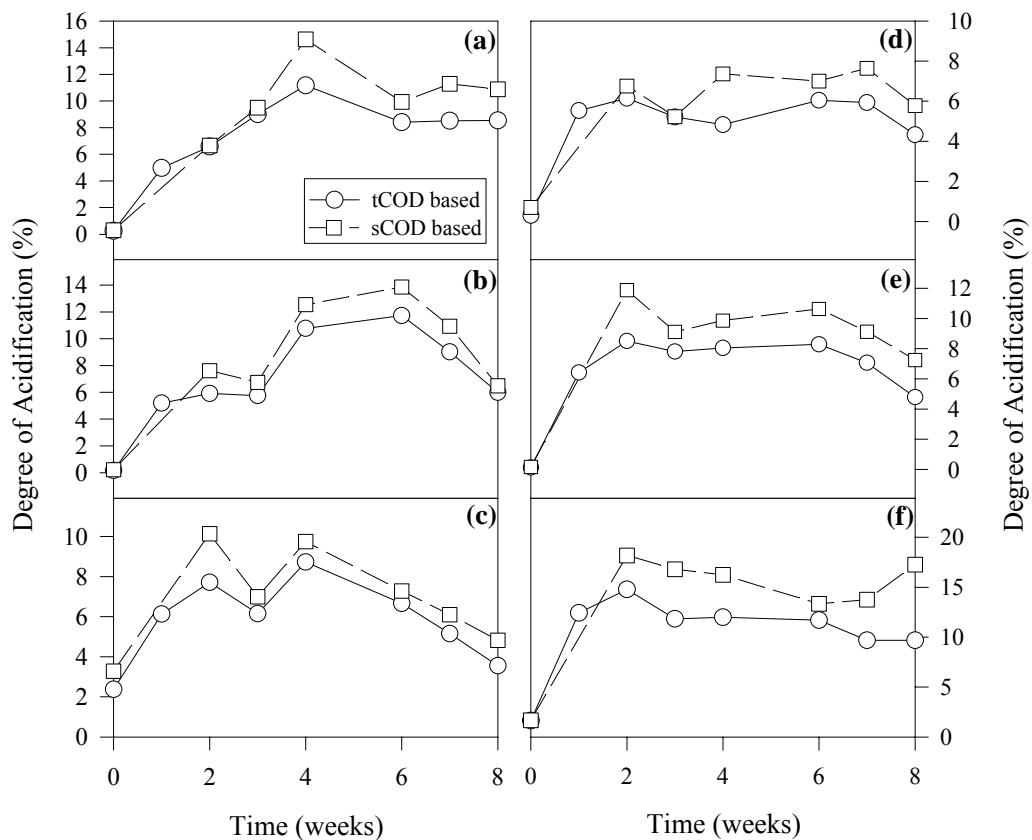 Degree of Acidification (%)
16
14
12
10
8
6
4
2
0
(a)
tCOD based
sCOD based
14
12
10
8
6
4
2
0
(b)
10
8
6
4
2
0
(c)
0 2 4 6 8
Time (weeks)
(d)
10
8
6
4
2
0
(e)
12
10
8
6
4
2
0
(f)
20
15
10
5
0
0 2 4 6 8
Time (weeks)
Degree of Acidification (%)